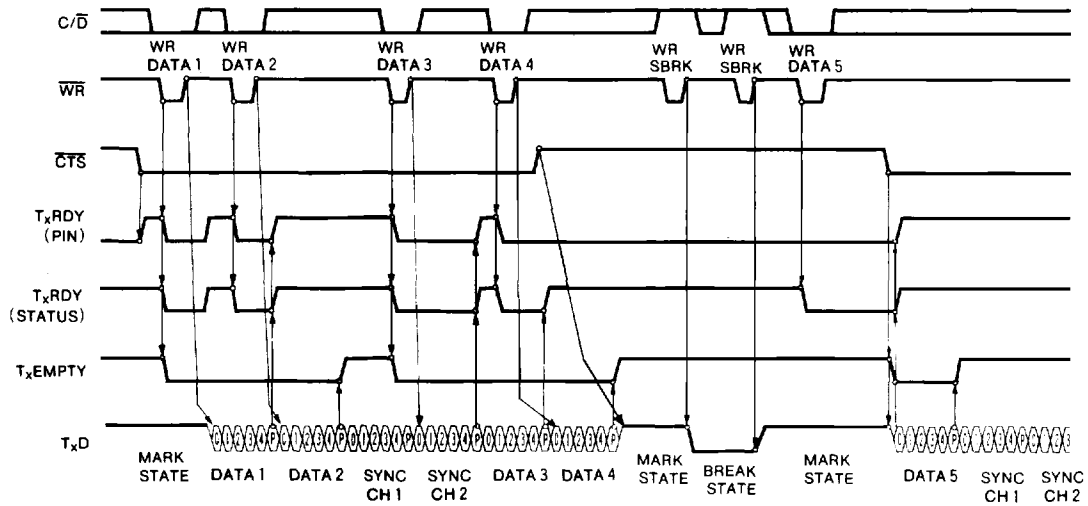 C/D̅
WR DATA 1
WR DATA 2
WR DATA 3
WR DATA 4
WR SBRK
WR SBRK
WR DATA 5
W̅R̅
C̅T̅S̅
TxRDY
(PIN)
TxRDY
(STATUS)
TxEMPTY
TxD
MARK STATE
DATA 1
DATA 2
SYNC CH 1
SYNC CH 2
DATA 3
DATA 4
MARK STATE
BREAK STATE
MARK STATE
DATA 5
SYNC CH 1
SYNC CH 2